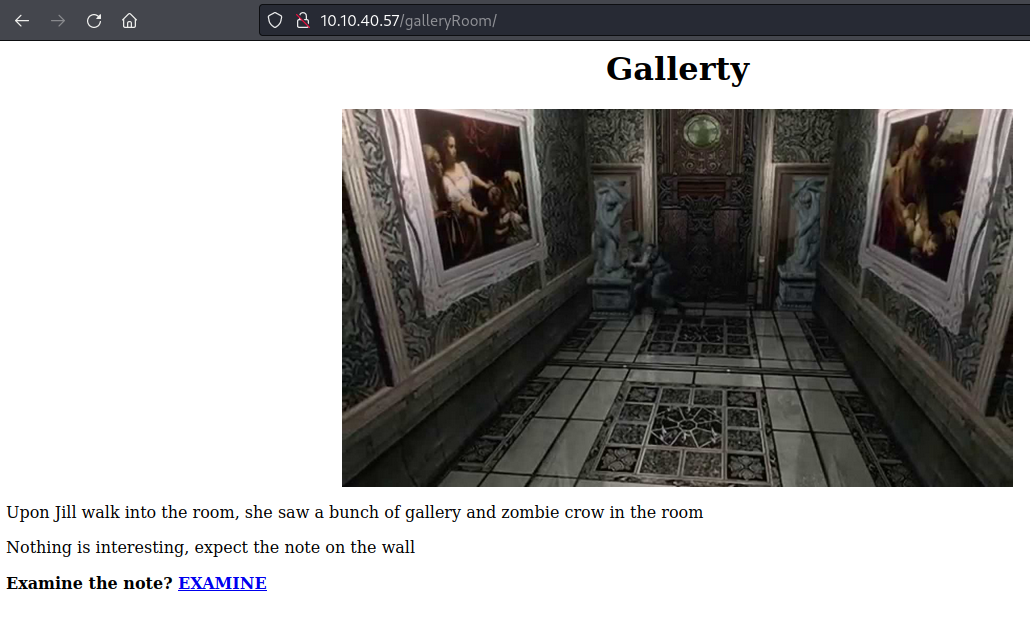 10.10.40.57/galleryRoom/
Gallerty
Upon Jill walk into the room, she saw a bunch of gallery and zombie crow in the room
Nothing is interesting, expect the note on the wall
Examine the note? EXAMINE